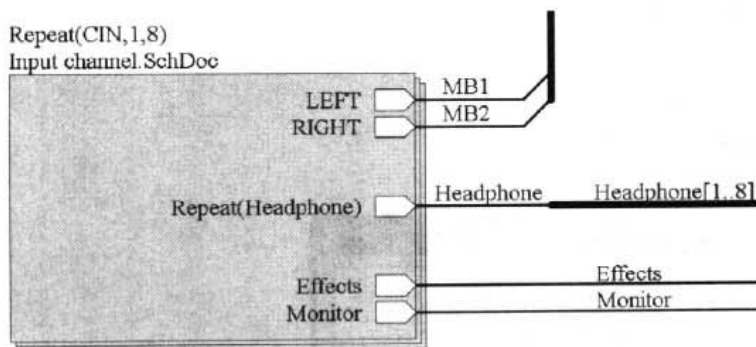 Repeat(CIN,1,8)
Input channel.SchDoc
LEFT
MB1
RIGHT
MB2
Repeat(Headphone)
Headphone
Headphone[1..8]
Effects
Effects
Monitor
Monitor